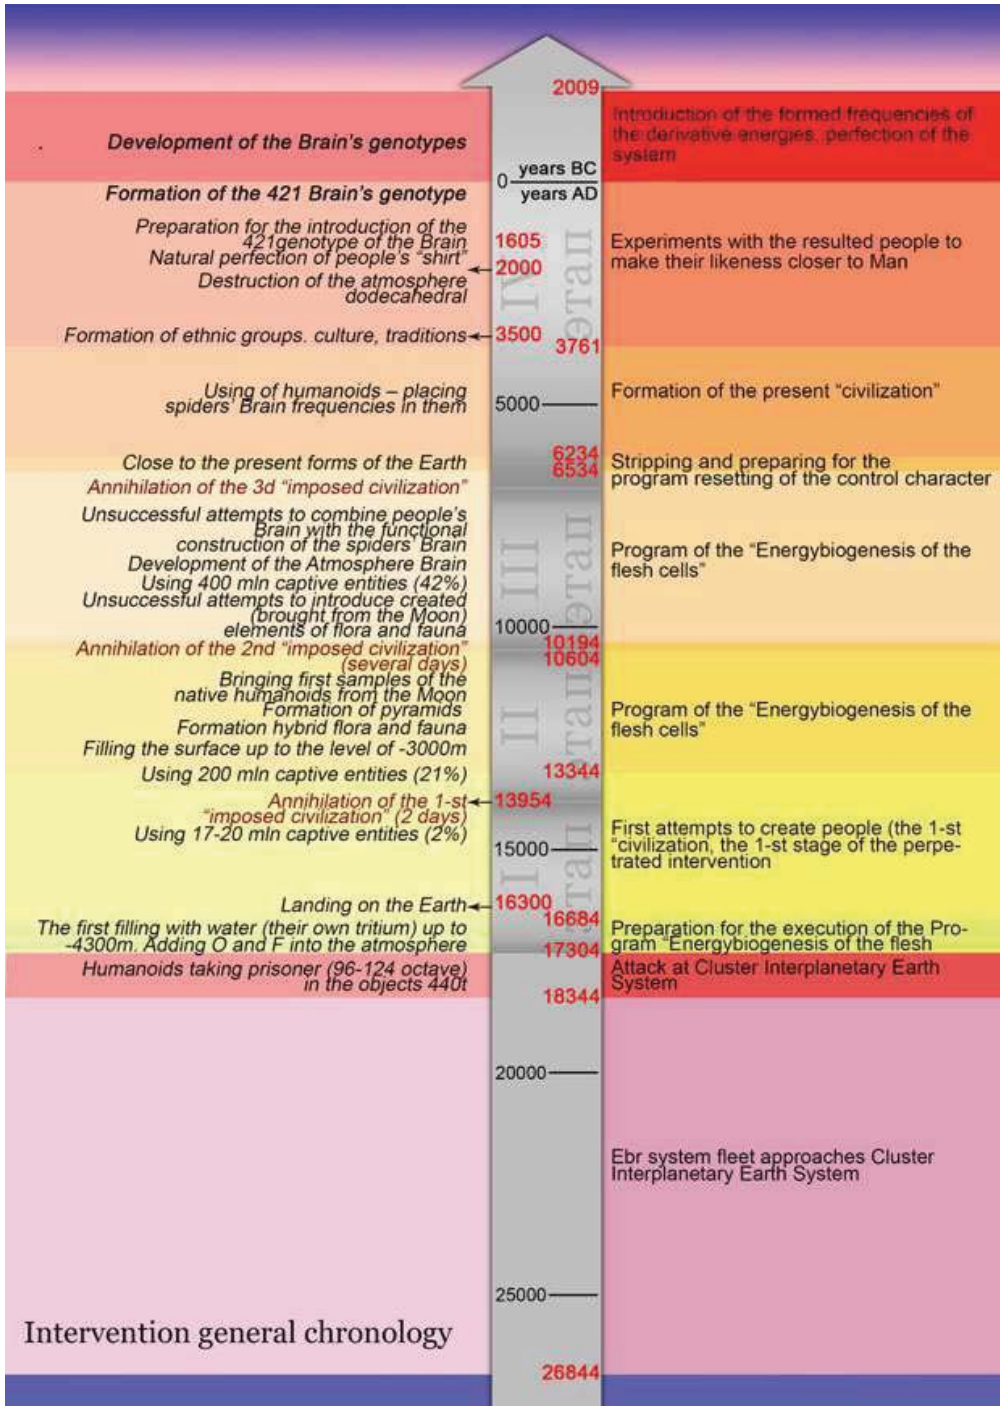 2009
Introduction of the formed frequencies of
the derivative energies. perfection of the
system
Development of the Brain's genotypes
years BC
0
years AD
Formation of the 421 Brain's genotype
Preparation for the introduction of the
421genotype of the Brain
1605
Experiments with the resulted people to
make their likeness closer to Man
Natural perfection of people's "shirt"
2000
Destruction of the atmosphere
dodecahedral
IV этап
Formation of ethnic groups. culture, traditions
3500
3761
Using of humanoids – placing
spiders' Brain frequencies in them
5000
Formation of the present "civilization"
Close to the present forms of the Earth
6234
6534
Stripping and preparing for the
program resetting of the control character
Annihilation of the 3d "imposed civilization"
Unsuccessful attempts to combine people's
Brain with the functional
construction of the spiders' Brain
Development of the Atmosphere Brain
Using 400 mln captive entities (42%)
Unsuccessful attempts to introduce created
(brought from the Moon)
elements of flora and fauna
III этап
Program of the "Energybiogenesis of the
flesh cells"
10000
10194
Annihilation of the 2nd "imposed civilization"
(several days)
10604
Bringing first samples of the
native humanoids from the Moon
Formation of pyramids
Formation hybrid flora and fauna
Filling the surface up to the level of -3000m
II этап
Program of the "Energybiogenesis of the
flesh cells"
Using 200 mln captive entities (21%)
13344
Annihilation of the 1-st
"imposed civilization" (2 days)
13954
Using 17-20 mln captive entities (2%)
15000
I этап
First attempts to create people (the 1-st
"civilization, the 1-st stage of the perpe-
trated intervention
Landing on the Earth
16300
16684
The first filling with water (their own tritium) up to
-4300m. Adding O and F into the atmosphere
Preparation for the execution of the Pro-
gram "Energybiogenesis of the flesh
17304
Humanoids taking prisoner (96-124 octave)
in the objects 440t
Attack at Cluster Interplanetary Earth
System
18344
20000
Ebr system fleet approaches Cluster
Interplanetary Earth System
25000
Intervention general chronology
26844